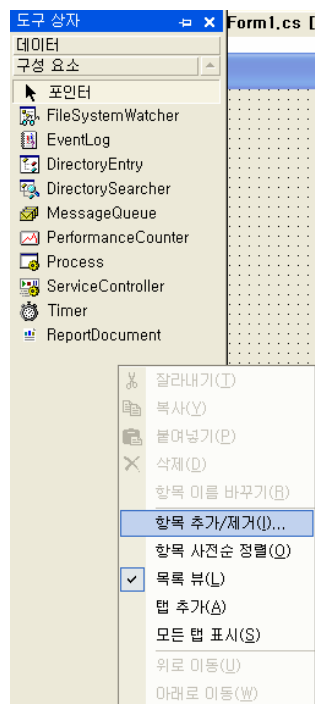 도구 상자
Form1.cs [
데이터
구성 요소
포인터
FileSystemWatcher
EventLog
DirectoryEntry
DirectorySearcher
MessageQueue
PerformanceCounter
Process
ServiceController
Timer
ReportDocument
잘라내기(T)
복사(Y)
붙여넣기(P)
삭제(D)
항목 이름 바꾸기(R)
항목 추가/제거(I)...
항목 사전순 정렬(O)
목록 뷰(L)
탭 추가(A)
모든 탭 표시(S)
위로 이동(U)
아래로 이동(W)